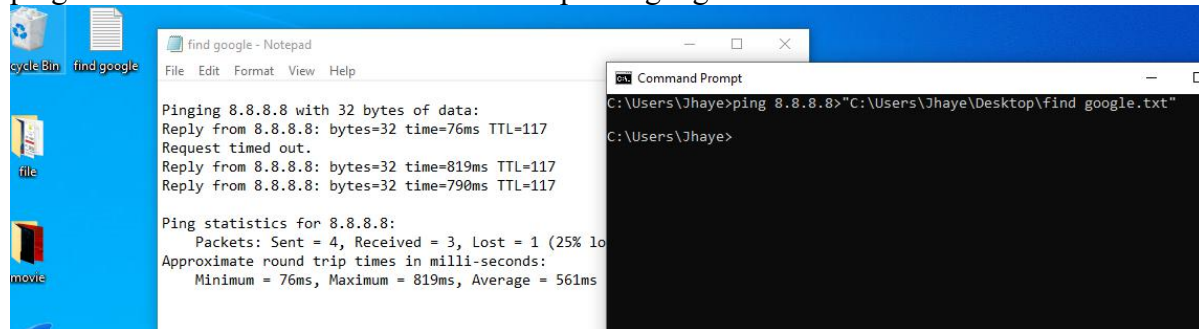 cycle Bin
find google
file
movie
find google - Notepad
File Edit Format View Help
Pinging 8.8.8.8 with 32 bytes of data:
Reply from 8.8.8.8: bytes=32 time=76ms TTL=117
Request timed out.
Reply from 8.8.8.8: bytes=32 time=819ms TTL=117
Reply from 8.8.8.8: bytes=32 time=790ms TTL=117
Ping statistics for 8.8.8.8:
Packets: Sent = 4, Received = 3, Lost = 1 (25% lo
Approximate round trip times in milli-seconds:
Minimum = 76ms, Maximum = 819ms, Average = 561ms
Command Prompt
C:\Users\Jhaye>ping 8.8.8.8>"C:\Users\Jhaye\Desktop\find google.txt"
C:\Users\Jhaye>